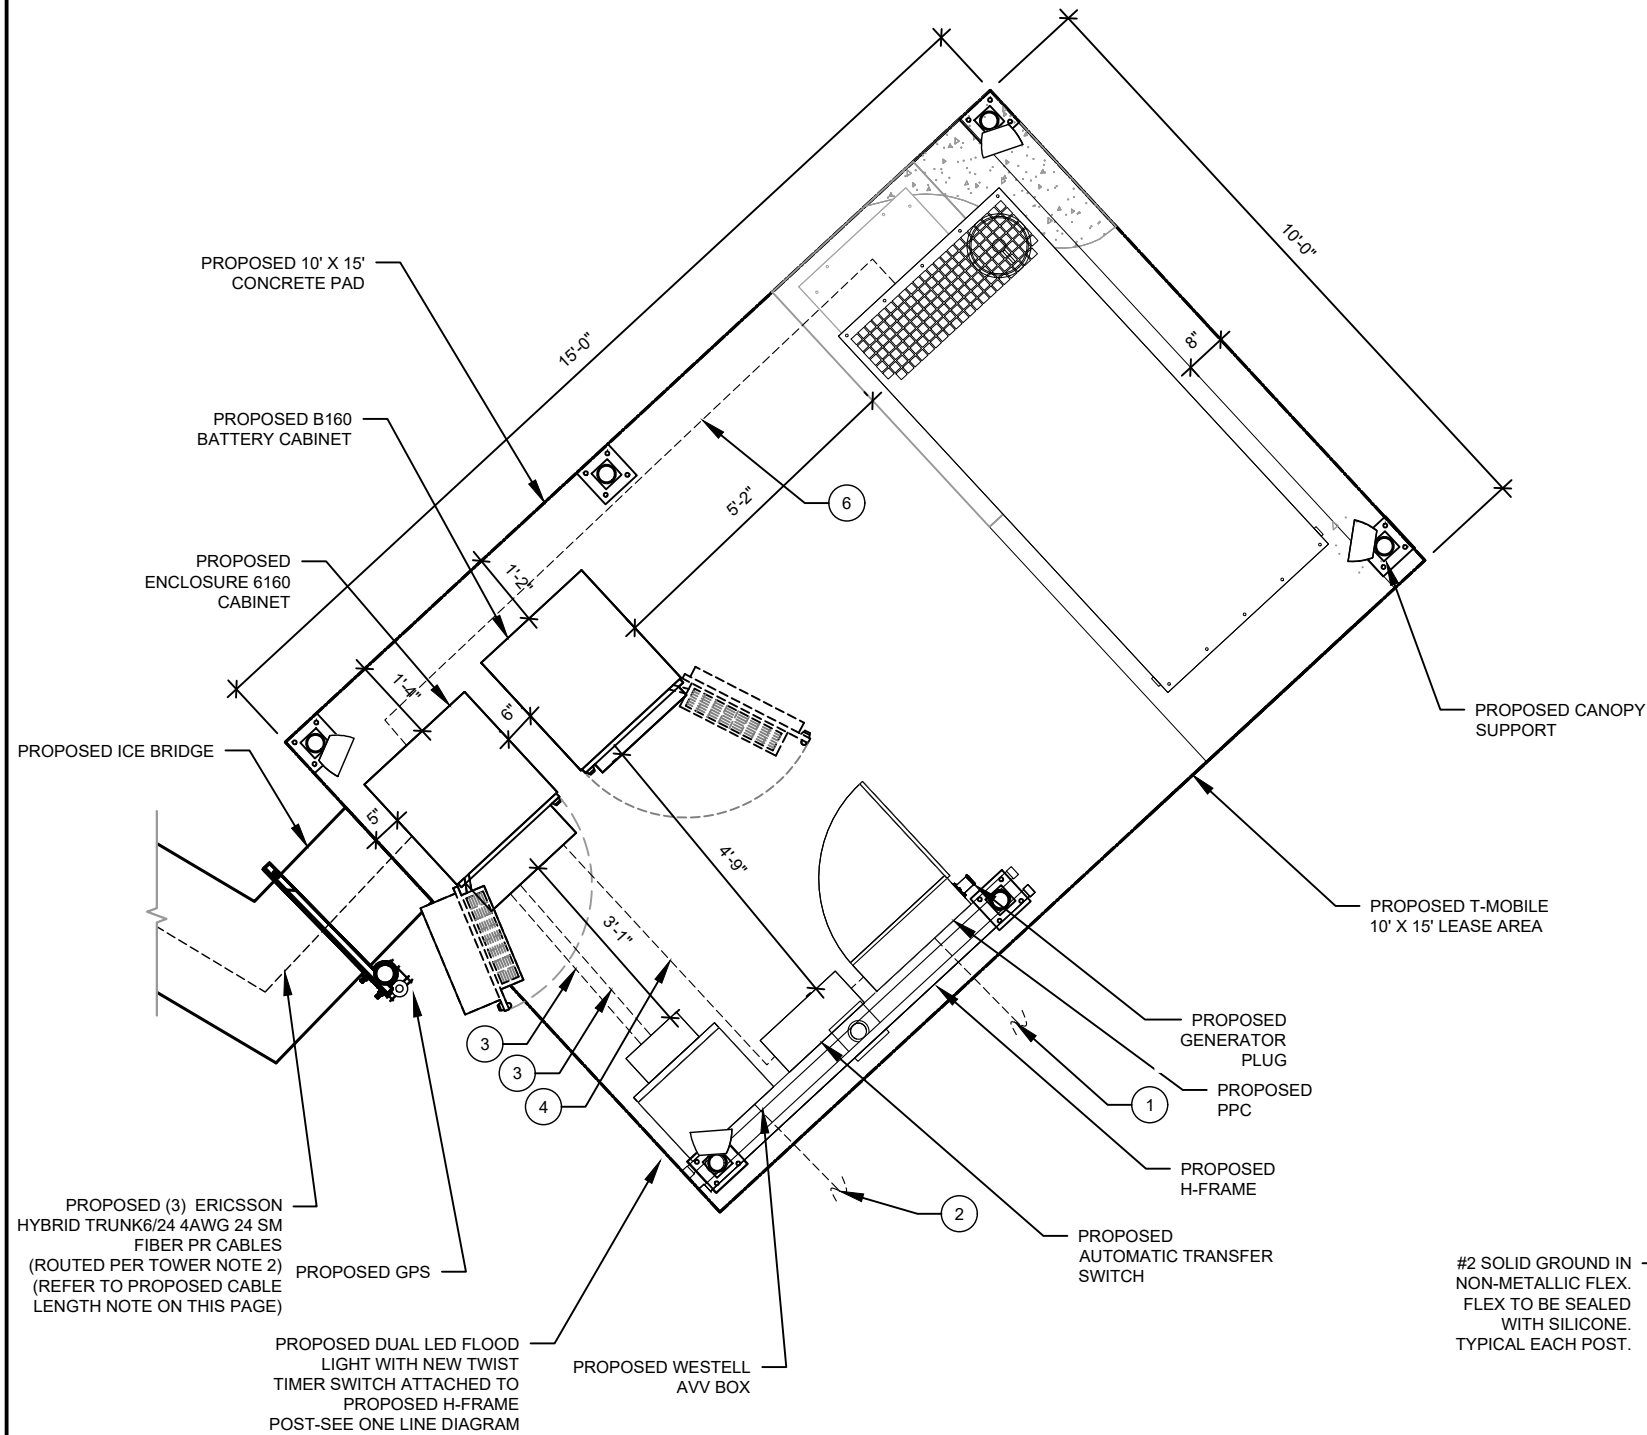 10'-0"
PROPOSED 10' X 15'
CONCRETE PAD
15'-0"
8"
PROPOSED B160
BATTERY CABINET
5'-2"
6
PROPOSED
ENCLOSURE 6160
CABINET
1'-2"
1'-4"
6"
PROPOSED ICE BRIDGE
5"
PROPOSED CANOPY
SUPPORT
4'-9"
3'-1"
PROPOSED T-MOBILE
10' X 15' LEASE AREA
3
3
4
PROPOSED
GENERATOR
PLUG
PROPOSED
PPC
1
PROPOSED
H-FRAME
2
PROPOSED
AUTOMATIC TRANSFER
SWITCH
PROPOSED (3) ERICSSON
HYBRID TRUNK6/24 4AWG 24 SM
FIBER PR CABLES
(ROUTED PER TOWER NOTE 2)
(REFER TO PROPOSED CABLE
LENGTH NOTE ON THIS PAGE)
PROPOSED GPS
PROPOSED DUAL LED FLOOD
LIGHT WITH NEW TWIST
TIMER SWITCH ATTACHED TO
PROPOSED H-FRAME
POST-SEE ONE LINE DIAGRAM
PROPOSED WESTELL
AVV BOX
#2 SOLID GROUND IN
NON-METALLIC FLEX.
FLEX TO BE SEALED
WITH SILICONE.
TYPICAL EACH POST.